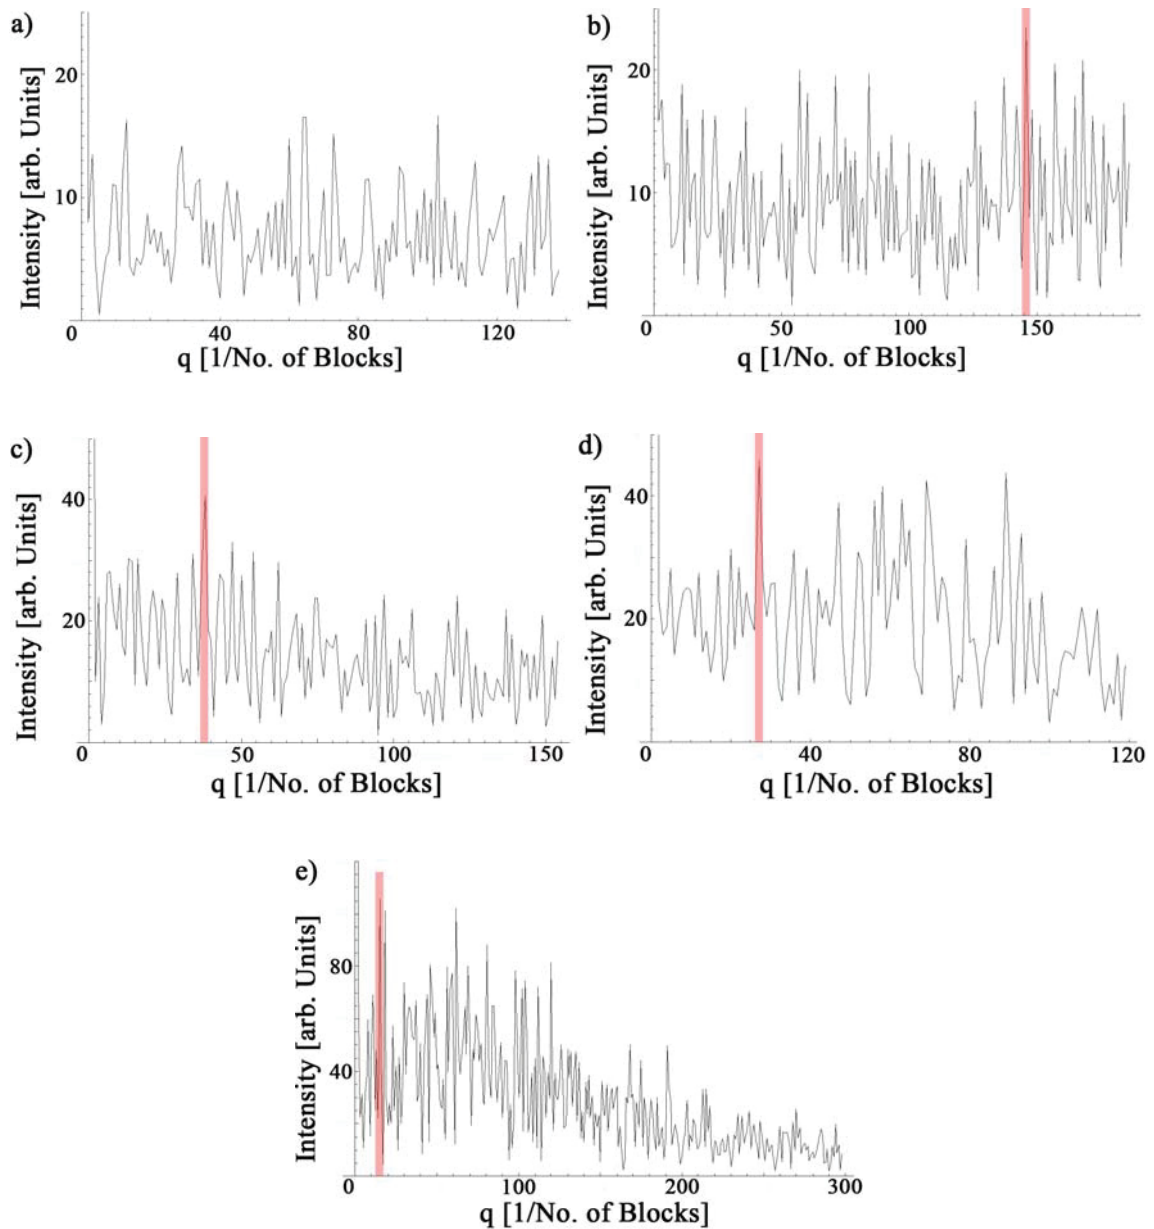 a)
Intensity [arb. Units]
20
10
0 40 80 120
q [1/No. of Blocks]
b)
Intensity [arb. Units]
20
10
0 50 100 150
q [1/No. of Blocks]
c)
Intensity [arb. Units]
40
20
0 50 100 150
q [1/No. of Blocks]
d)
Intensity [arb. Units]
40
20
0 40 80 120
q [1/No. of Blocks]
e)
Intensity [arb. Units]
80
40
0 100 200 300
q [1/No. of Blocks]